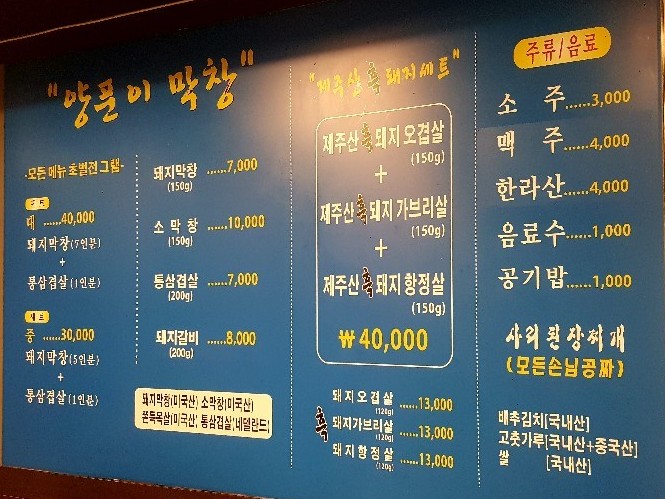 "양푼이 막창"
·모든메뉴 초벌전그램·
세트
대 ......40,000
돼지막창(7인분)
+
통삼겹살(1인분)
세트
중 ......30,000
돼지막창(5인분)
+
통삼겹살(1인분)
돼지막창 ......7,000
(150g)
소막창 ......10,000
(150g)
통삼겹살 ......7,000
(200g)
돼지갈비 ......8,000
(200g)
돼지막창(미국산) 소막창(미국산)
쫀득목살(미국산) 통삼겹살(네덜란드)
"제주산흑돼지세트"
제주산흑돼지 오겹살
(150g)
+
제주산흑돼지 가브리살
(150g)
+
제주산흑돼지 항정살
(150g)
₩ 40,000
흑
돼지오겹살 ......13,000
(120g)
돼지가브리살 ......13,000
(120g)
돼지항정살 ......13,000
(120g)
주류/음료
소 주......3,000
맥 주......4,000
한라산......4,000
음료수......1,000
공기밥......1,000
사리된장찌개
(모든손님공짜)
배추김치[국내산]
고춧가루[국내산+중국산]
쌀 [국내산]